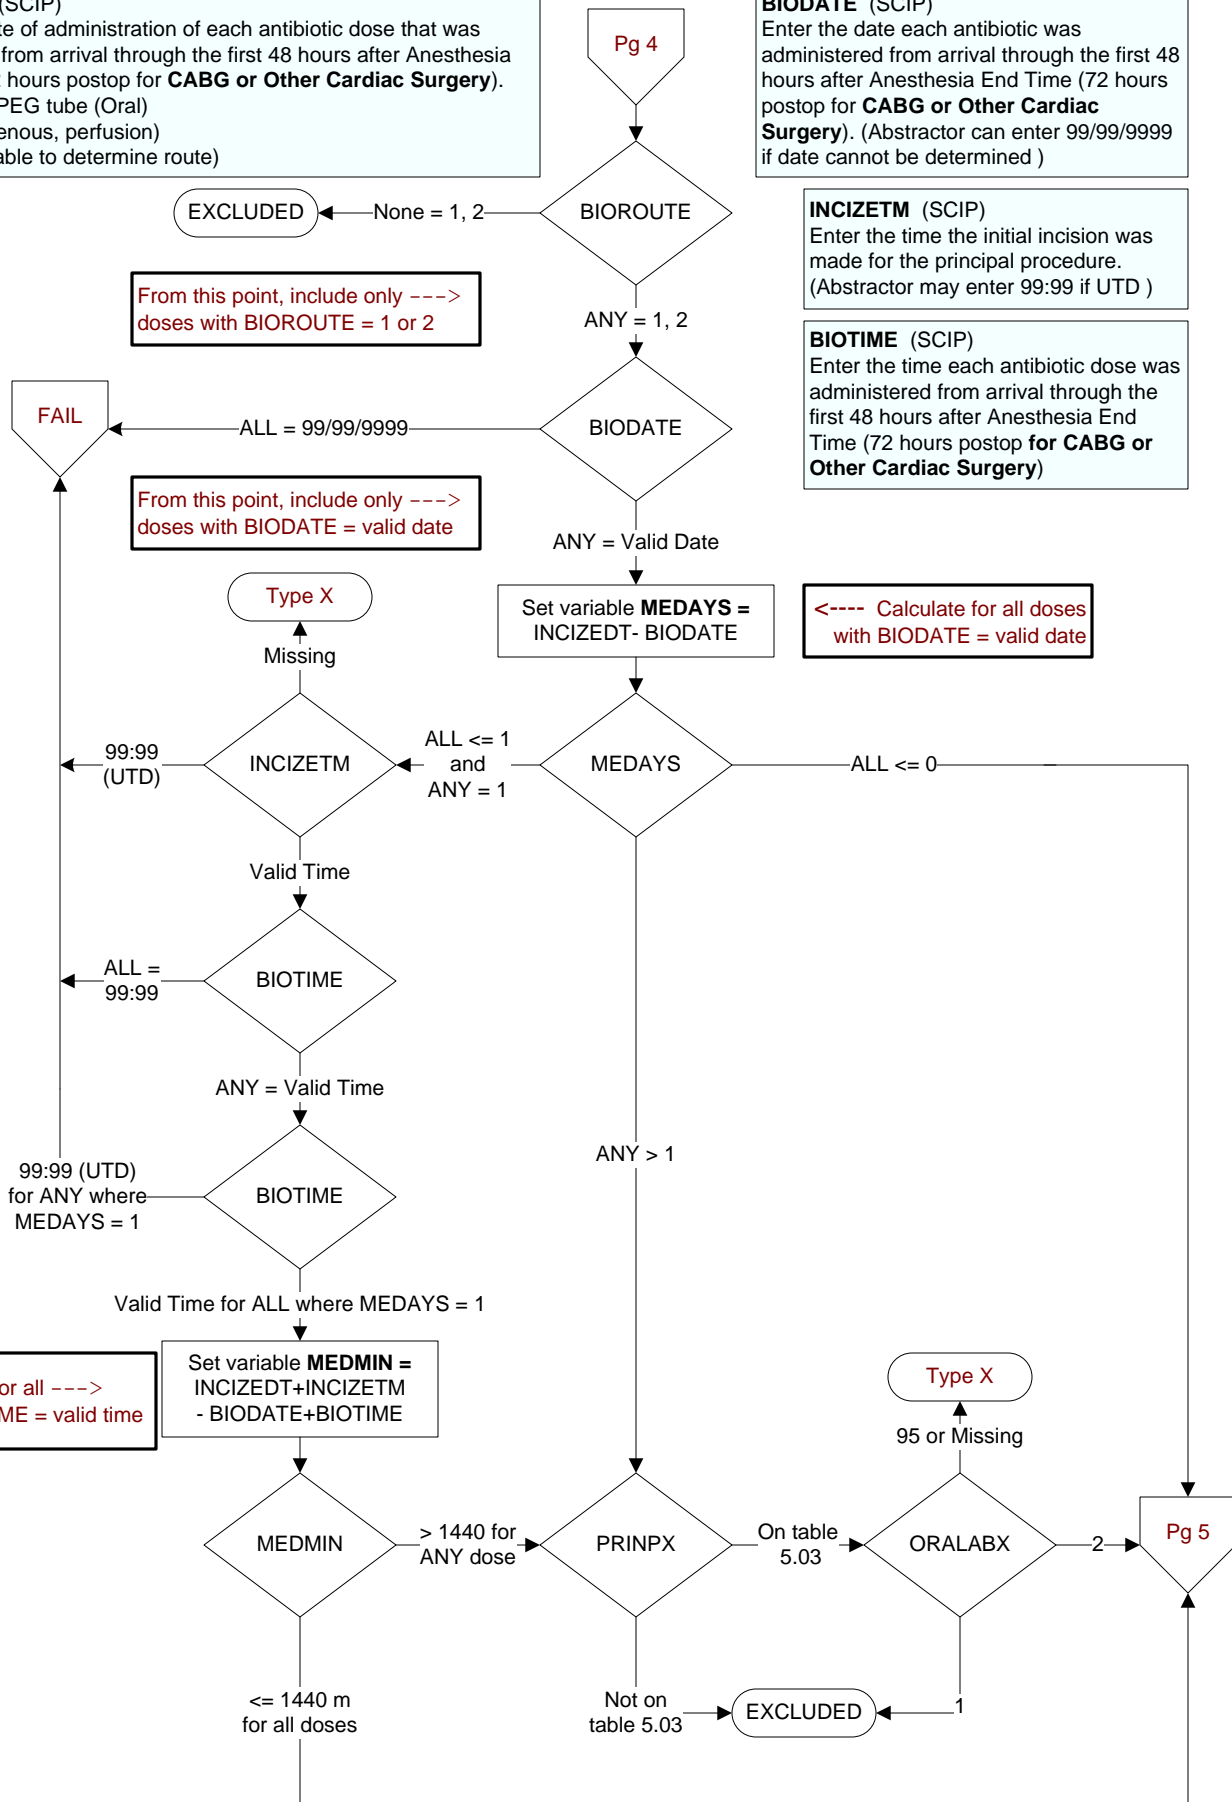 (SCIP)
te of administration of each antibiotic dose that was
from arrival through the first 48 hours after Anesthesia
hours postop for CABG or Other Cardiac Surgery).
PEG tube (Oral)
enous, perfusion)
able to determine route)
Pg 4
BIODATE (SCIP)
Enter the date each antibiotic was
administered from arrival through the first 48
hours after Anesthesia End Time (72 hours
postop for CABG or Other Cardiac
Surgery). (Abstractor can enter 99/99/9999
if date cannot be determined )
EXCLUDED
None = 1, 2
BIOROUTE
INCIZETM (SCIP)
Enter the time the initial incision was
made for the principal procedure.
(Abstractor may enter 99:99 if UTD )
From this point, include only --->
doses with BIOROUTE = 1 or 2
ANY = 1, 2
BIOTIME (SCIP)
Enter the time each antibiotic dose was
administered from arrival through the
first 48 hours after Anesthesia End
Time (72 hours postop for CABG or
Other Cardiac Surgery)
FAIL
ALL = 99/99/9999
BIODATE
From this point, include only --->
doses with BIODATE = valid date
ANY = Valid Date
Type X
Set variable MEDAYS =
INCIZEDT- BIODATE
<---- Calculate for all doses
with BIODATE = valid date
Missing
99:99
(UTD)
INCIZETM
ALL <= 1
and
ANY = 1
MEDAYS
ALL <= 0
Valid Time
ALL =
99:99
BIOTIME
ANY = Valid Time
ANY > 1
99:99 (UTD)
for ANY where
MEDAYS = 1
BIOTIME
Valid Time for ALL where MEDAYS = 1
or all --->
ME = valid time
Set variable MEDMIN =
INCIZEDT+INCIZETM
- BIODATE+BIOTIME
Type X
95 or Missing
MEDMIN
> 1440 for
ANY dose
PRINPX
On table
5.03
ORALABX
2
Pg 5
<= 1440 m
for all doses
Not on
table 5.03
EXCLUDED
1